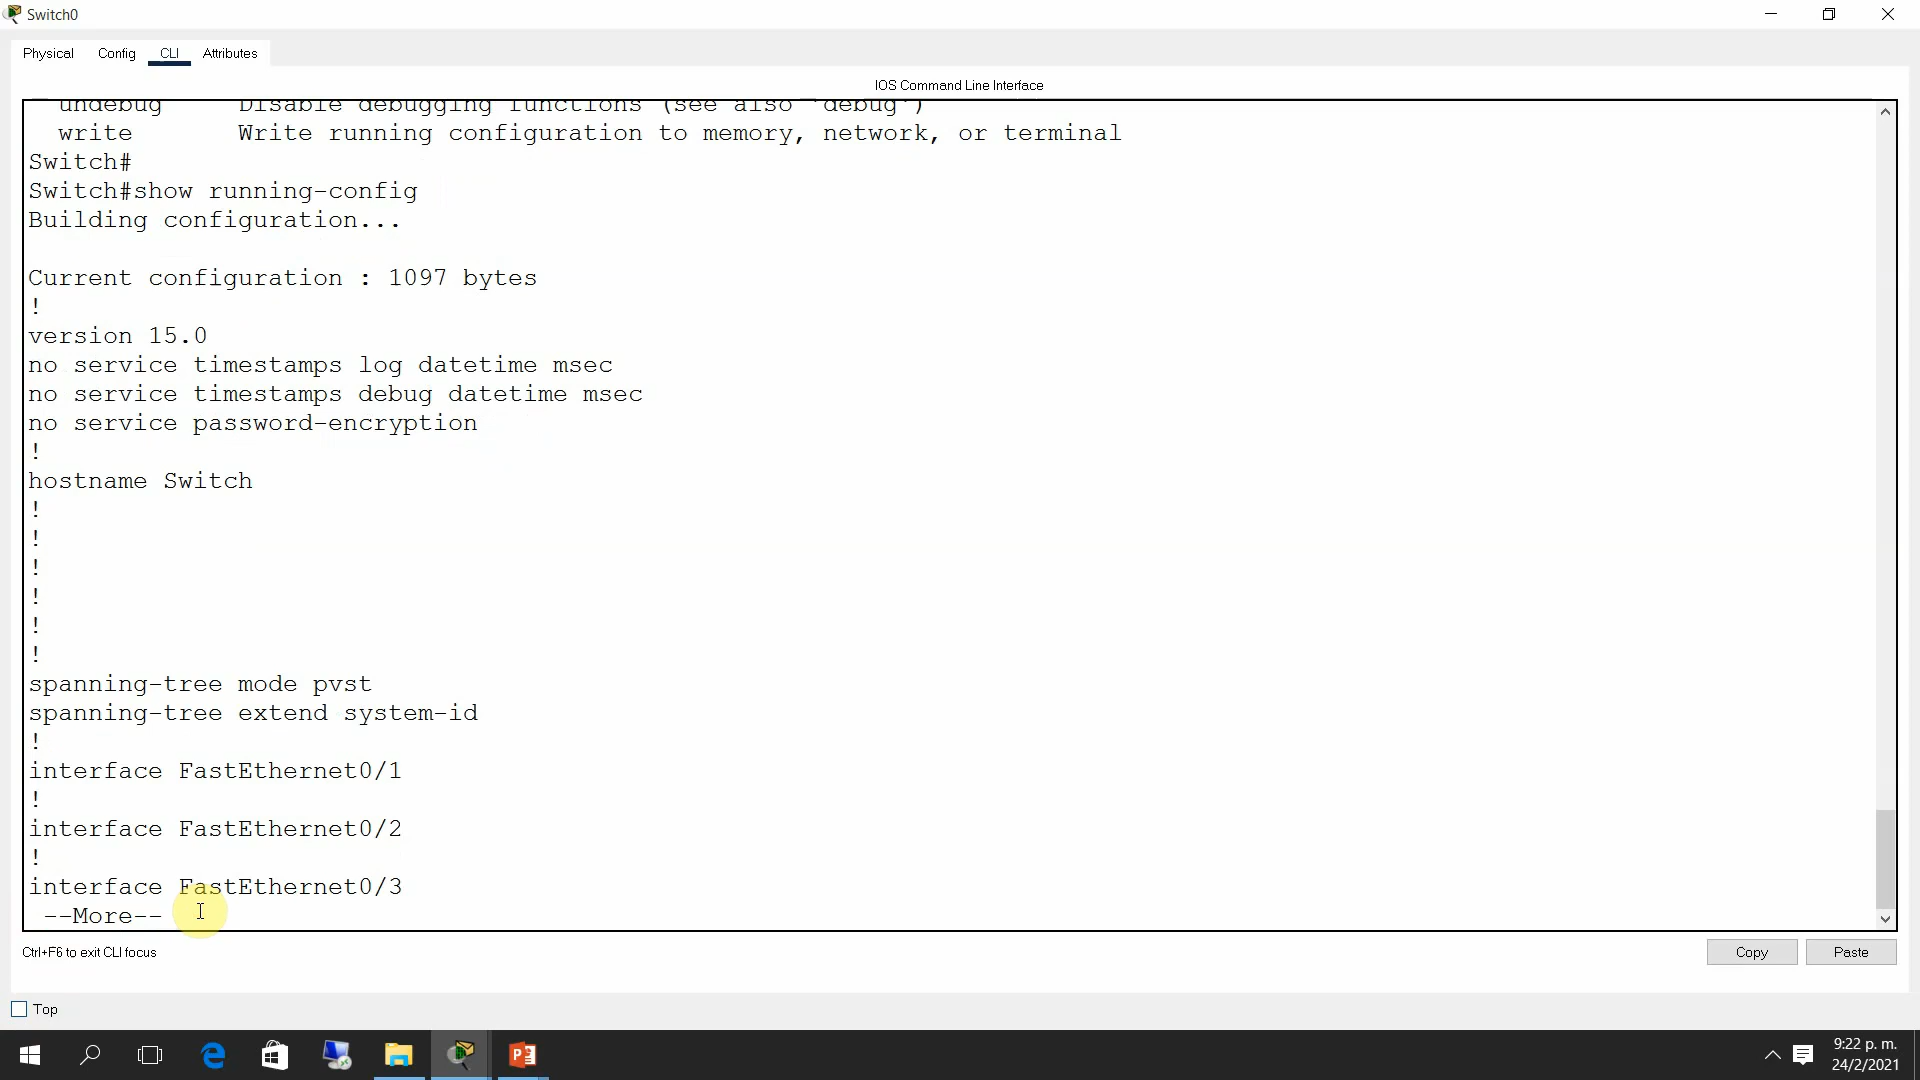 Switch0
Physical Config CLI Attributes
IOS Command Line Interface
undebug Disable debugging functions (see also 'debug')
write Write running configuration to memory, network, or terminal
Switch#
Switch#show running-config
Building configuration...
Current configuration : 1097 bytes
!
version 15.0
no service timestamps log datetime msec
no service timestamps debug datetime msec
no service password-encryption
!
hostname Switch
!
!
!
!
!
!
spanning-tree mode pvst
spanning-tree extend system-id
!
interface FastEthernet0/1
!
interface FastEthernet0/2
!
interface FastEthernet0/3
--More--
Ctrl+F6 to exit CLI focus
Copy Paste
Top
9:22 p. m.
24/2/2021